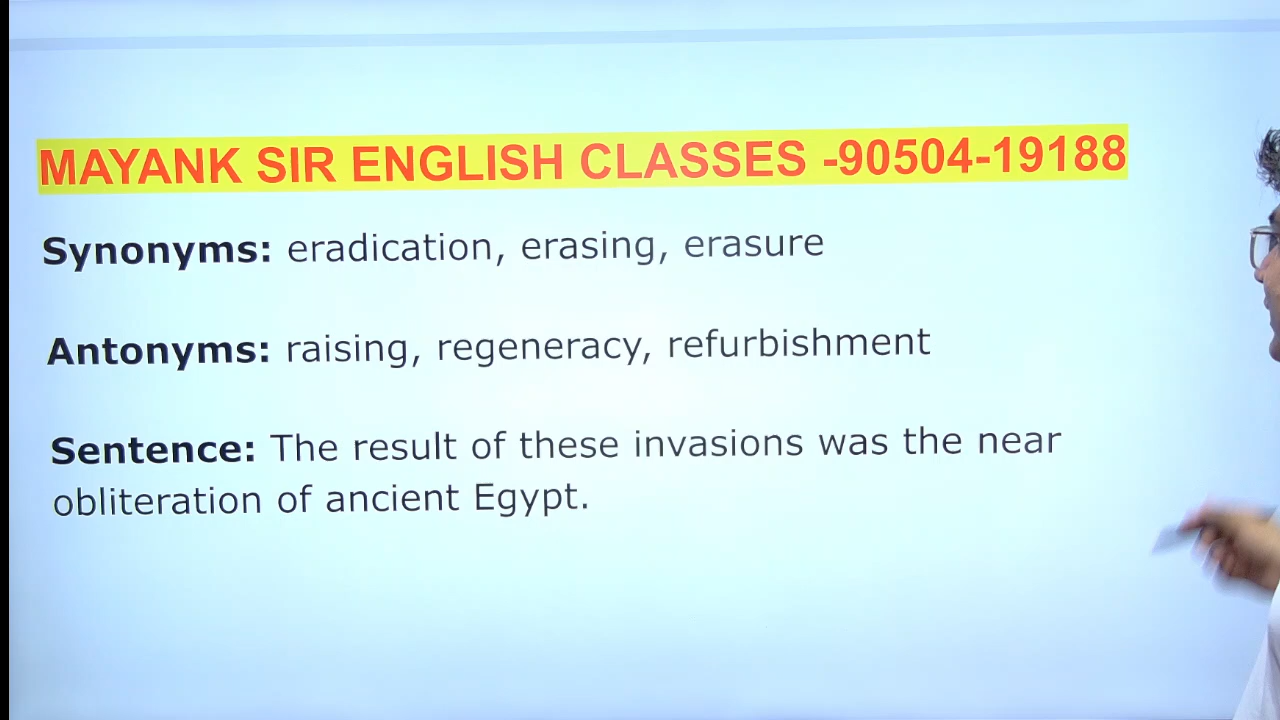 MAYANK SIR ENGLISH CLASSES -90504-19188
Synonyms: eradication, erasing, erasure
Antonyms: raising, regeneracy, refurbishment
Sentence: The result of these invasions was the near
obliteration of ancient Egypt.